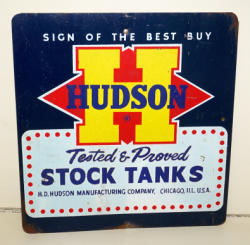 SIGN OF THE BEST BUY
H
HUDSON
Tested & Proved
STOCK TANKS
H.D. HUDSON MANUFACTURING COMPANY, CHICAGO, ILL. U.S.A.